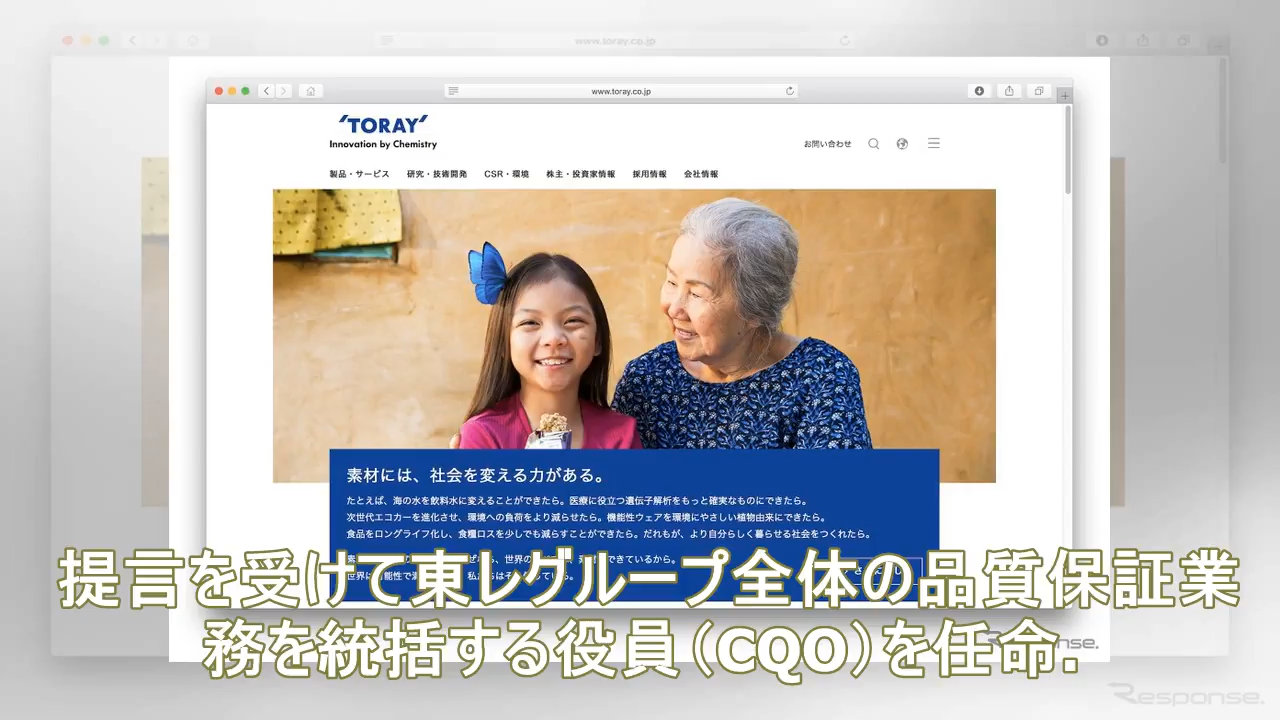 www.toray.co.jp
www.toray.co.jp
'TORAY'
Innovation by Chemistry
お問い合わせ
製品・サービス 研究・技術開発 CSR・環境 株主・投資家情報 採用情報 会社情報
素材には、社会を変える力がある。
たとえば、海の水を飲料水に変えることができたら。医療に役立つ遺伝子解析をもっと確実なものにできたら。
次世代エコカーを進化させ、環境への負荷をより減らせたら。機能性ウェアを環境にやさしい植物由来にできたら。
食品をロングライフ化し、食糧ロスを少しでも減らすことができたら。だれもが、より自分らしく暮らせる社会をつくれたら。
提言を受けて東レグループ全体の品質保証業
務を統括する役員（CQO）を任命.
Response.